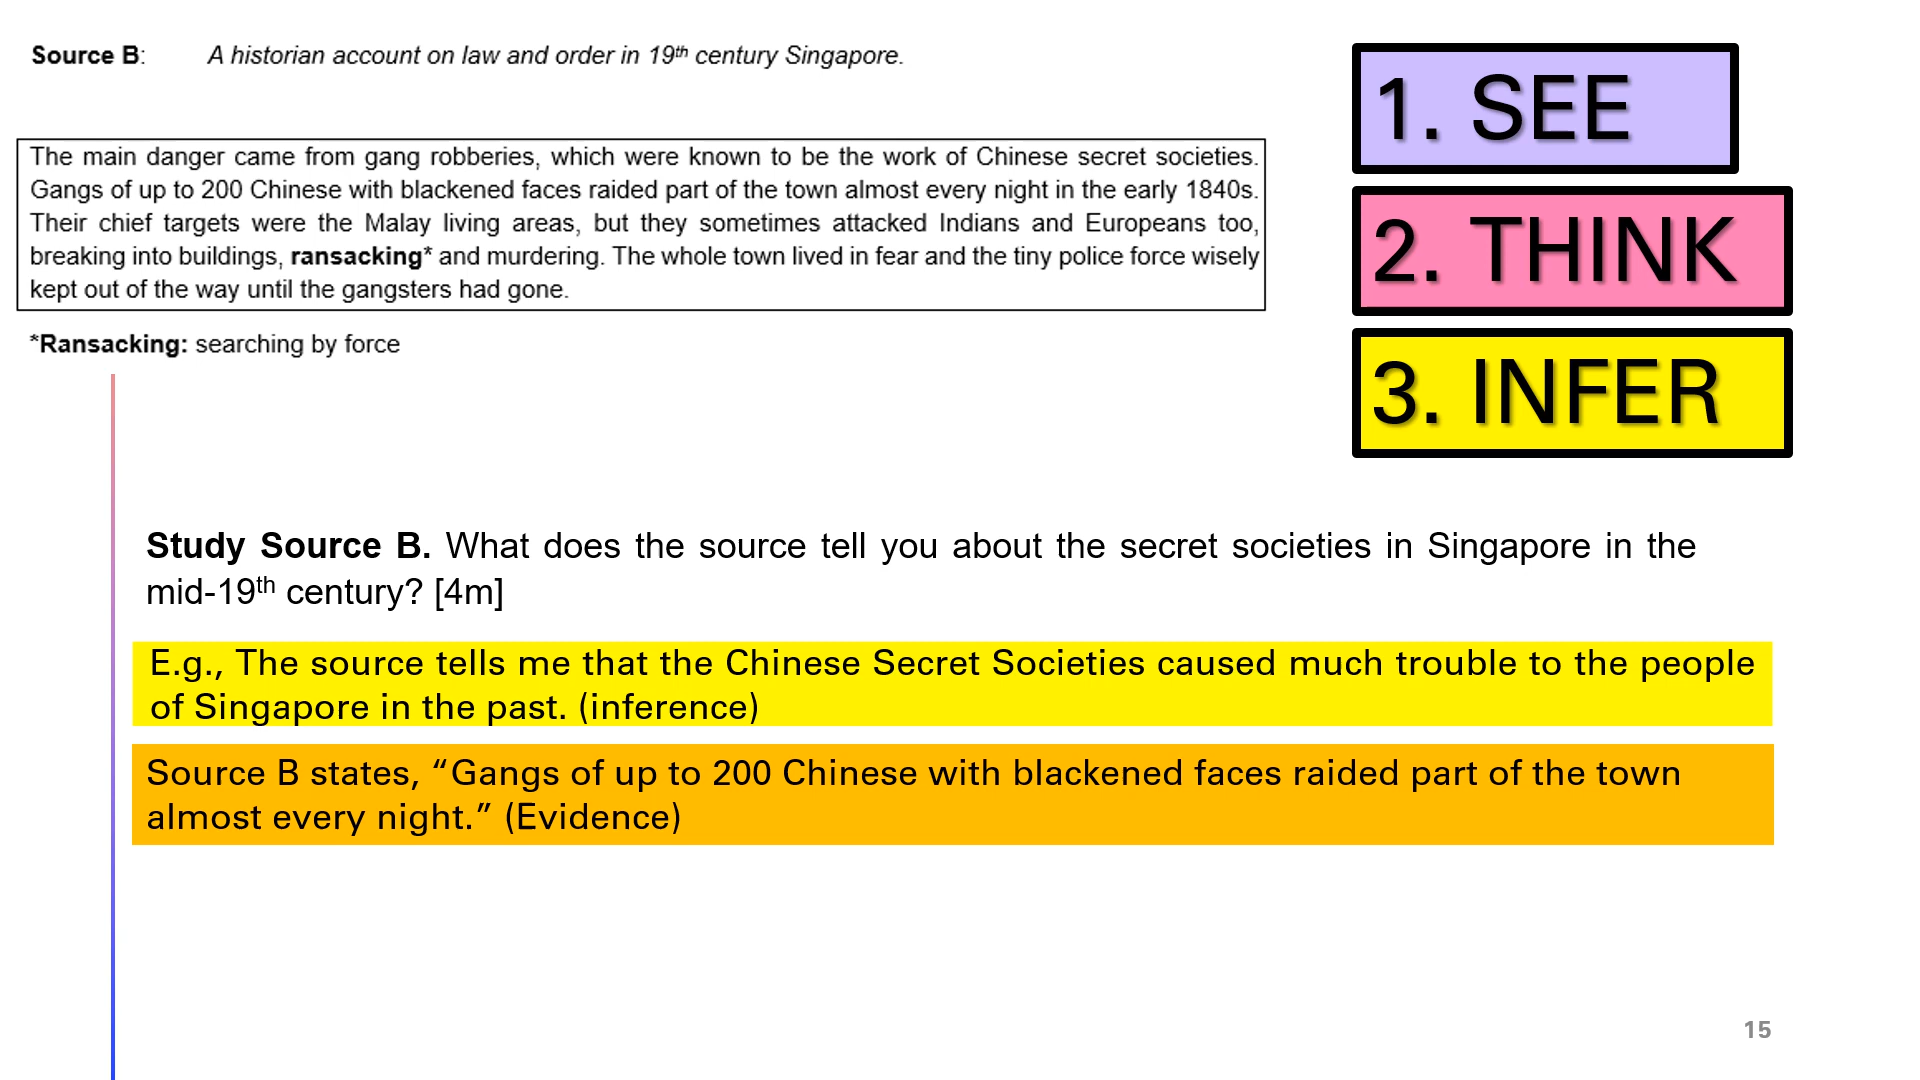 Source B: A historian account on law and order in 19th century Singapore.
The main danger came from gang robberies, which were known to be the work of Chinese secret societies.
Gangs of up to 200 Chinese with blackened faces raided part of the town almost every night in the early 1840s.
Their chief targets were the Malay living areas, but they sometimes attacked Indians and Europeans too,
breaking into buildings, ransacking* and murdering. The whole town lived in fear and the tiny police force wisely
kept out of the way until the gangsters had gone.
*Ransacking: searching by force
1. SEE
2. THINK
3. INFER
Study Source B. What does the source tell you about the secret societies in Singapore in the
mid-19th century? [4m]
E.g., The source tells me that the Chinese Secret Societies caused much trouble to the people
of Singapore in the past. (inference)
Source B states, “Gangs of up to 200 Chinese with blackened faces raided part of the town
almost every night.” (Evidence)
15